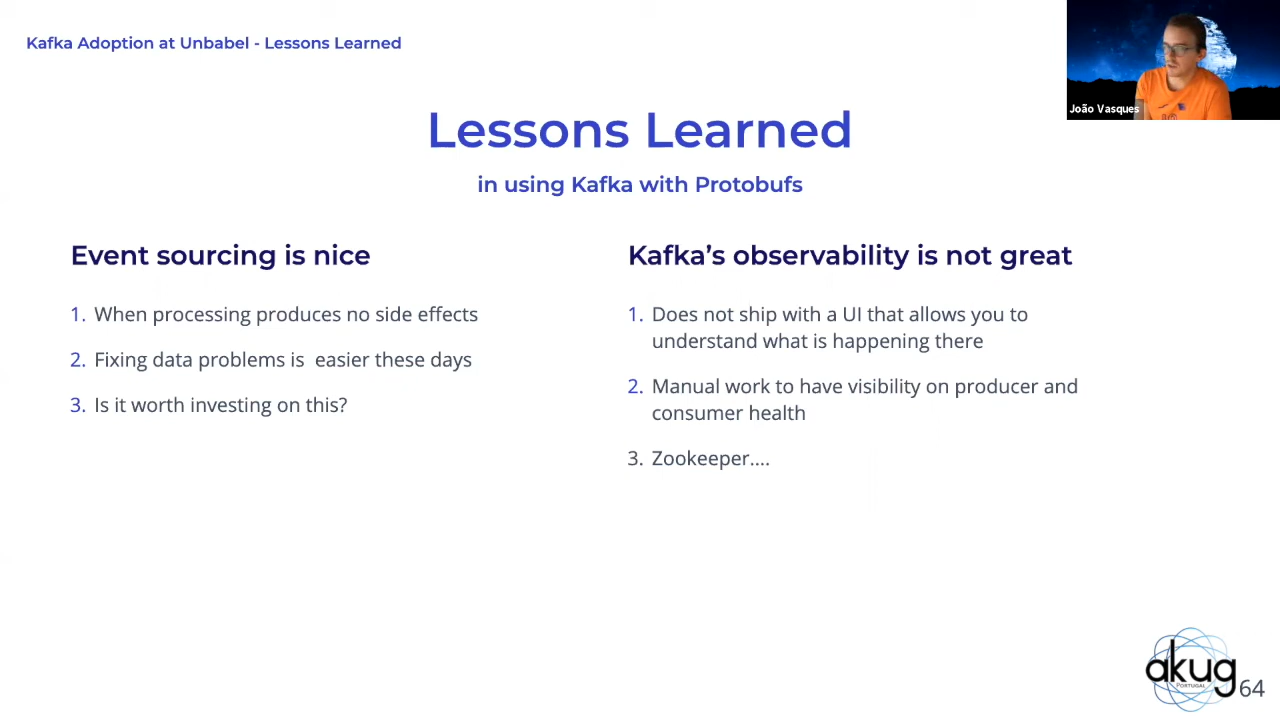 Kafka Adoption at Unbabel - Lessons Learned
João Vasques
Lessons Learned
in using Kafka with Protobufs
Event sourcing is nice
1. When processing produces no side effects
2. Fixing data problems is  easier these days
3. Is it worth investing on this?
Kafka's observability is not great
1. Does not ship with a UI that allows you to
understand what is happening there
2. Manual work to have visibility on producer and
consumer health
3. Zookeeper....
akug
PORTUGAL
64